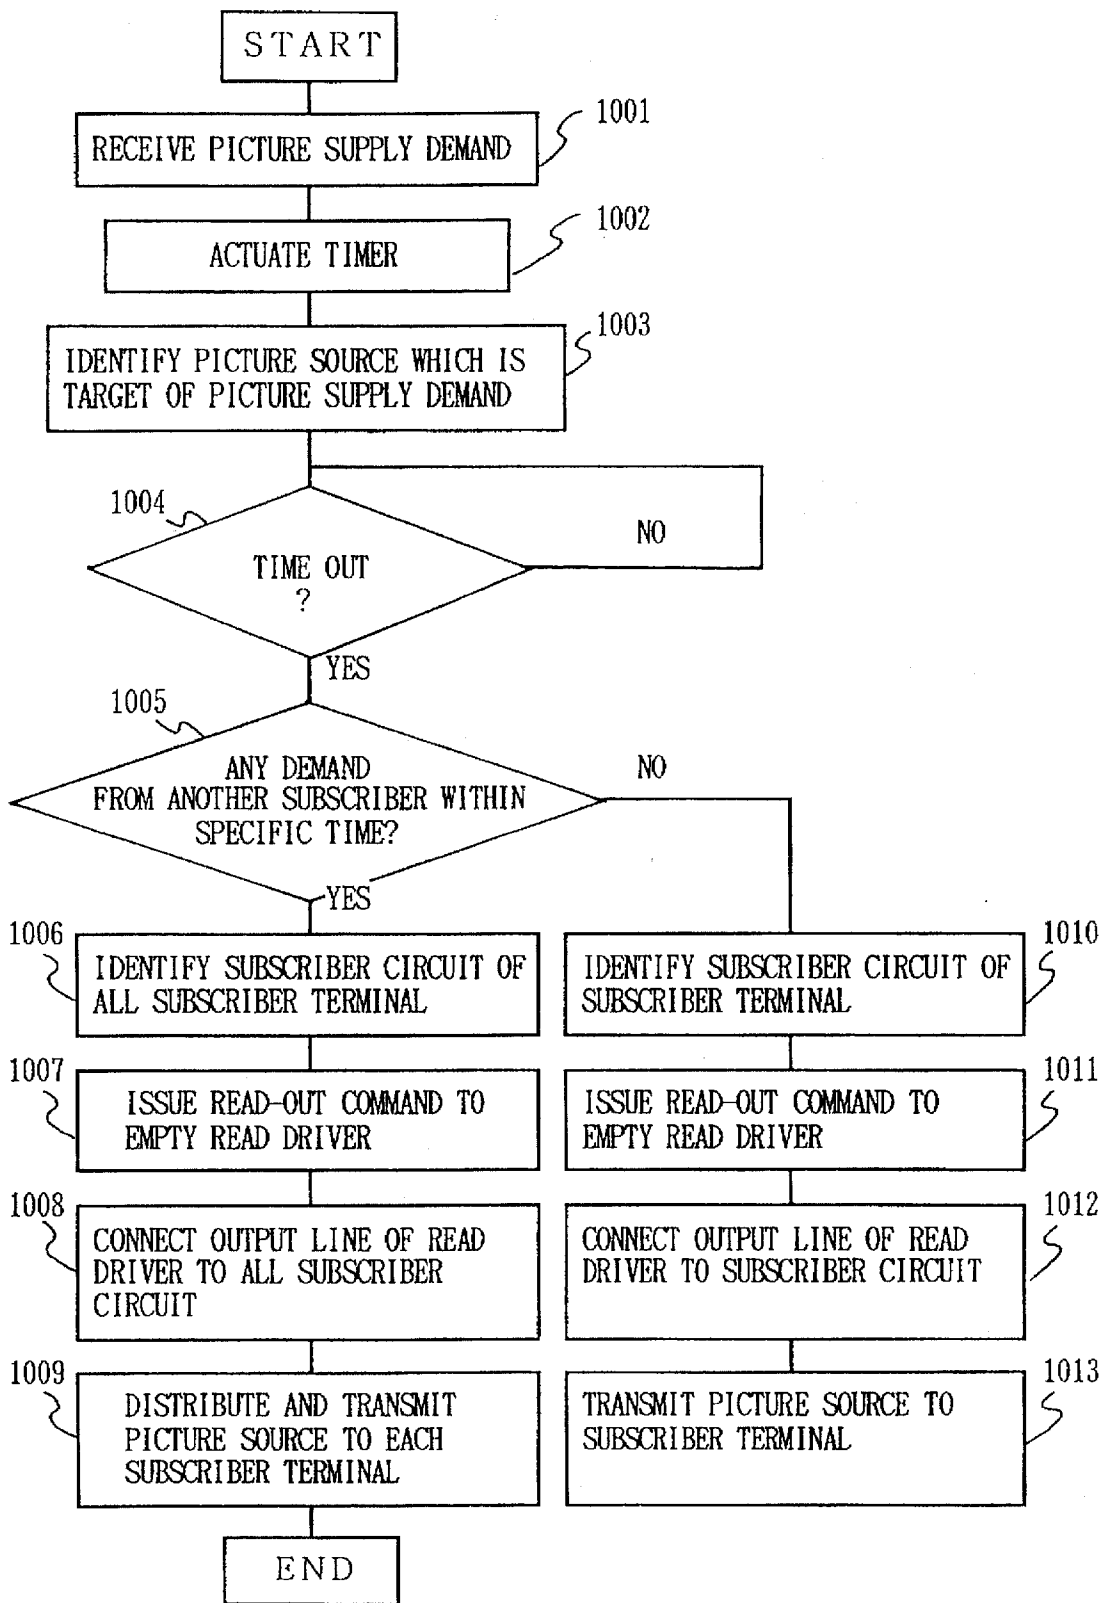 START
1001
RECEIVE PICTURE SUPPLY DEMAND
1002
ACTUATE TIMER
1003
IDENTIFY PICTURE SOURCE WHICH IS
TARGET OF PICTURE SUPPLY DEMAND
1004
TIME OUT
?
NO
YES
1005
ANY DEMAND
FROM ANOTHER SUBSCRIBER WITHIN
SPECIFIC TIME?
NO
YES
1006
IDENTIFY SUBSCRIBER CIRCUIT OF
ALL SUBSCRIBER TERMINAL
1007
ISSUE READ-OUT COMMAND TO
EMPTY READ DRIVER
1008
CONNECT OUTPUT LINE OF READ
DRIVER TO ALL SUBSCRIBER
CIRCUIT
1009
DISTRIBUTE AND TRANSMIT
PICTURE SOURCE TO EACH
SUBSCRIBER TERMINAL
1010
IDENTIFY SUBSCRIBER CIRCUIT OF
SUBSCRIBER TERMINAL
1011
ISSUE READ-OUT COMMAND TO
EMPTY READ DRIVER
1012
CONNECT OUTPUT LINE OF READ
DRIVER TO SUBSCRIBER CIRCUIT
1013
TRANSMIT PICTURE SOURCE TO
SUBSCRIBER TERMINAL
END